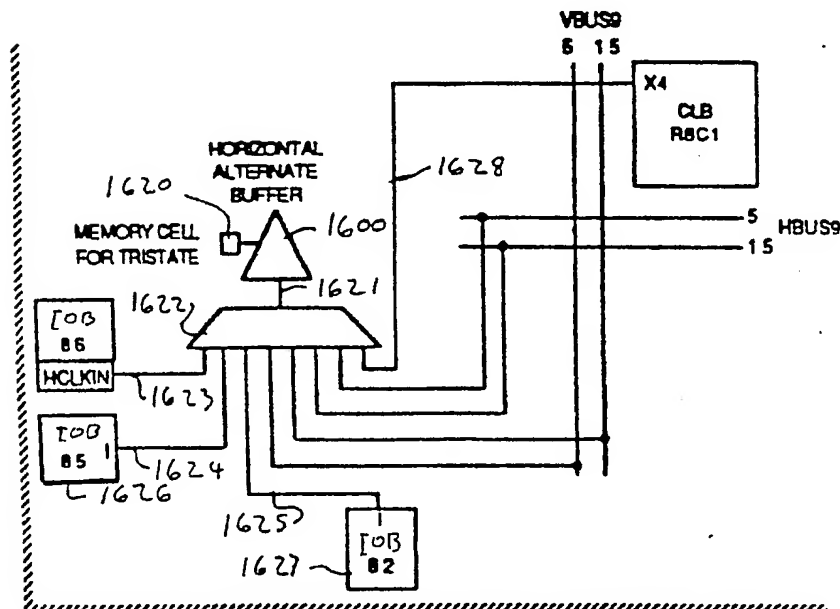 VBUS9
5 15
X4
CLB
R8C1
HORIZONTAL
ALTERNATE
BUFFER
1620
1628
MEMORY CELL
FOR TRISTATE
1600
5
HBUS9
15
1621
1622
IOB
86
HCLKIN
1623
IOB
85 I
1624
1626
1625
I
IOB
82
1627